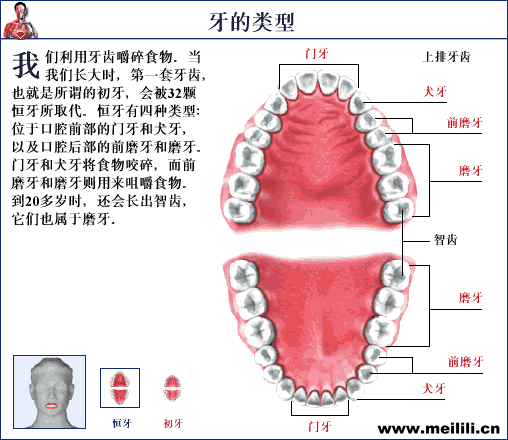 牙的类型
我们利用牙齿嚼碎食物．当
我们长大时，第一套牙齿，
也就是所谓的初牙，会被32颗
恒牙所取代．恒牙有四种类型：
位于口腔前部的门牙和犬牙，
以及口腔后部的前磨牙和磨牙．
门牙和犬牙将食物咬碎，而前
磨牙和磨牙则用来咀嚼食物．
到20多岁时，还会长出智齿，
它们也属于磨牙．
门牙
上排牙齿
犬牙
前磨牙
磨牙
智齿
磨牙
前磨牙
犬牙
门牙
恒牙
初牙
www.meilili.cn